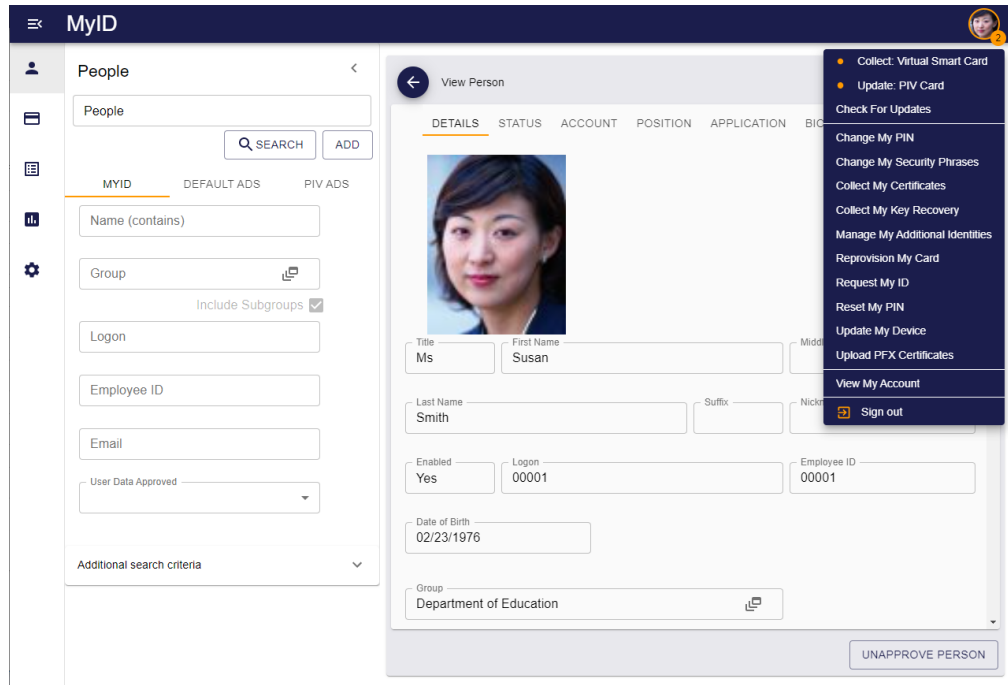 MyID
2
People
People
SEARCH
ADD
MYID DEFAULT ADS PIV ADS
Name (contains)
Group
Include Subgroups
Logon
Employee ID
Email
User Data Approved
Additional search criteria
View Person
DETAILS STATUS ACCOUNT POSITION APPLICATION BIO
Title
Ms
First Name
Susan
Middl
Last Name
Smith
Suffix
Nickn
Enabled
Yes
Logon
00001
Employee ID
00001
Date of Birth
02/23/1976
Group
Department of Education
UNAPPROVE PERSON
Collect: Virtual Smart Card
Update: PIV Card
Check For Updates
Change My PIN
Change My Security Phrases
Collect My Certificates
Collect My Key Recovery
Manage My Additional Identities
Reprovision My Card
Request My ID
Reset My PIN
Update My Device
Upload PFX Certificates
View My Account
Sign out